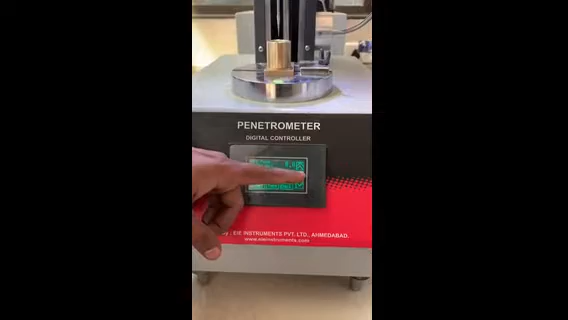 PENETROMETER
DIGITAL CONTROLLER
EIE INSTRUMENTS PVT. LTD., AHMEDABAD.
www.eieinstruments.com